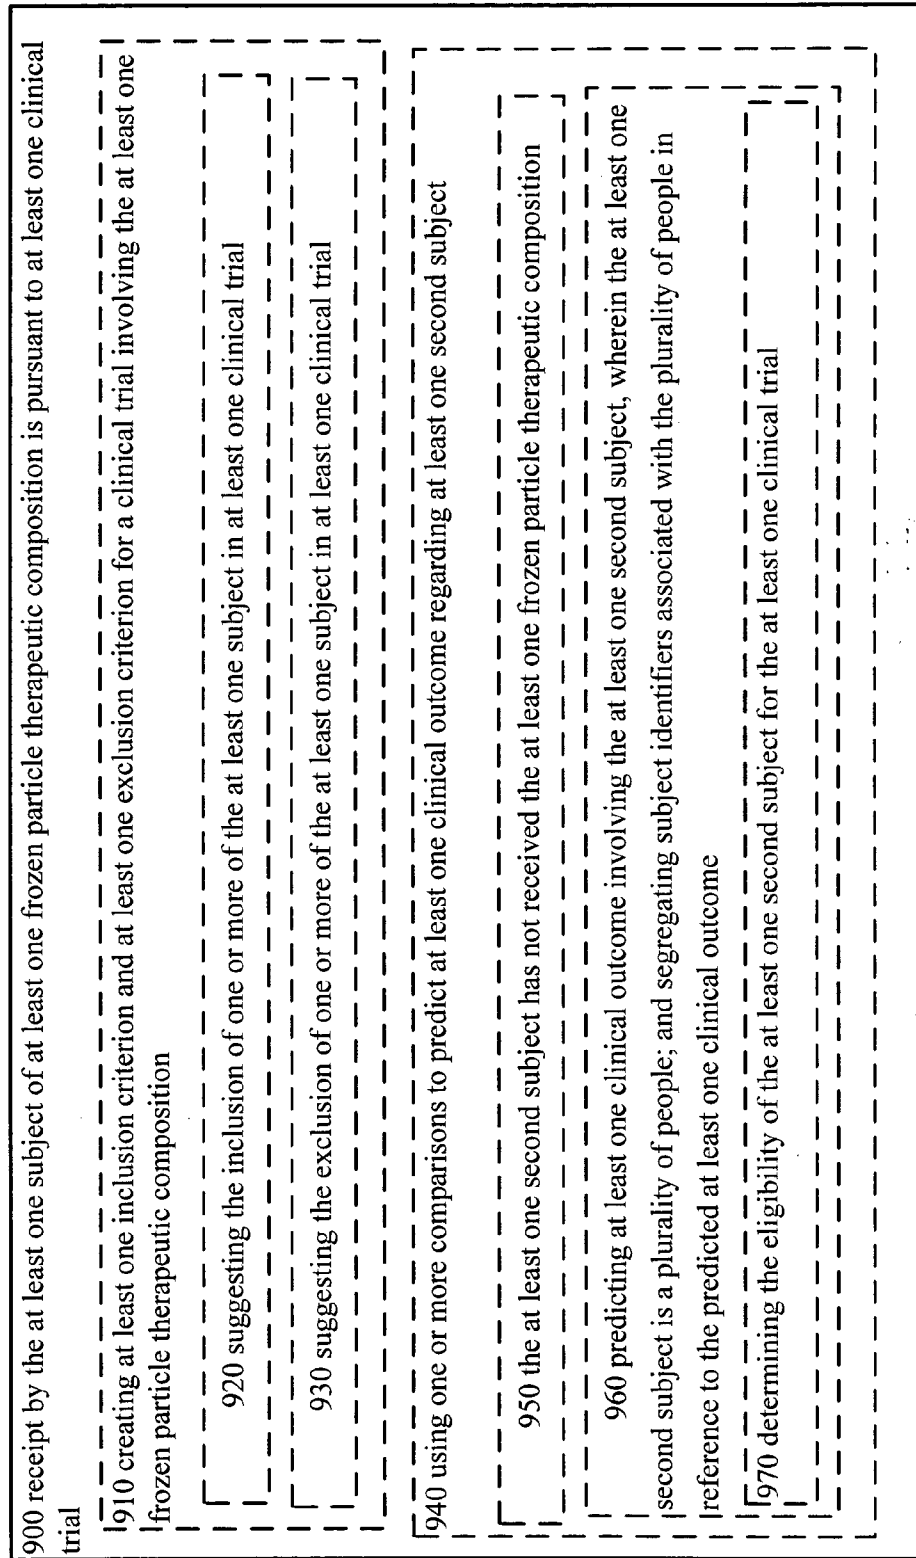 900 receipt by the at least one subject of at least one frozen particle therapeutic composition is pursuant to at least one clinical
trial
910 creating at least one inclusion criterion and at least one exclusion criterion for a clinical trial involving the at least one
frozen particle therapeutic composition
920 suggesting the inclusion of one or more of the at least one subject in at least one clinical trial
930 suggesting the exclusion of one or more of the at least one subject in at least one clinical trial
940 using one or more comparisons to predict at least one clinical outcome regarding at least one second subject
950 the at least one second subject has not received the at least one frozen particle therapeutic composition
960 predicting at least one clinical outcome involving the at least one second subject, wherein the at least one
second subject is a plurality of people; and segregating subject identifiers associated with the plurality of people in
reference to the predicted at least one clinical outcome
970 determining the eligibility of the at least one second subject for the at least one clinical trial